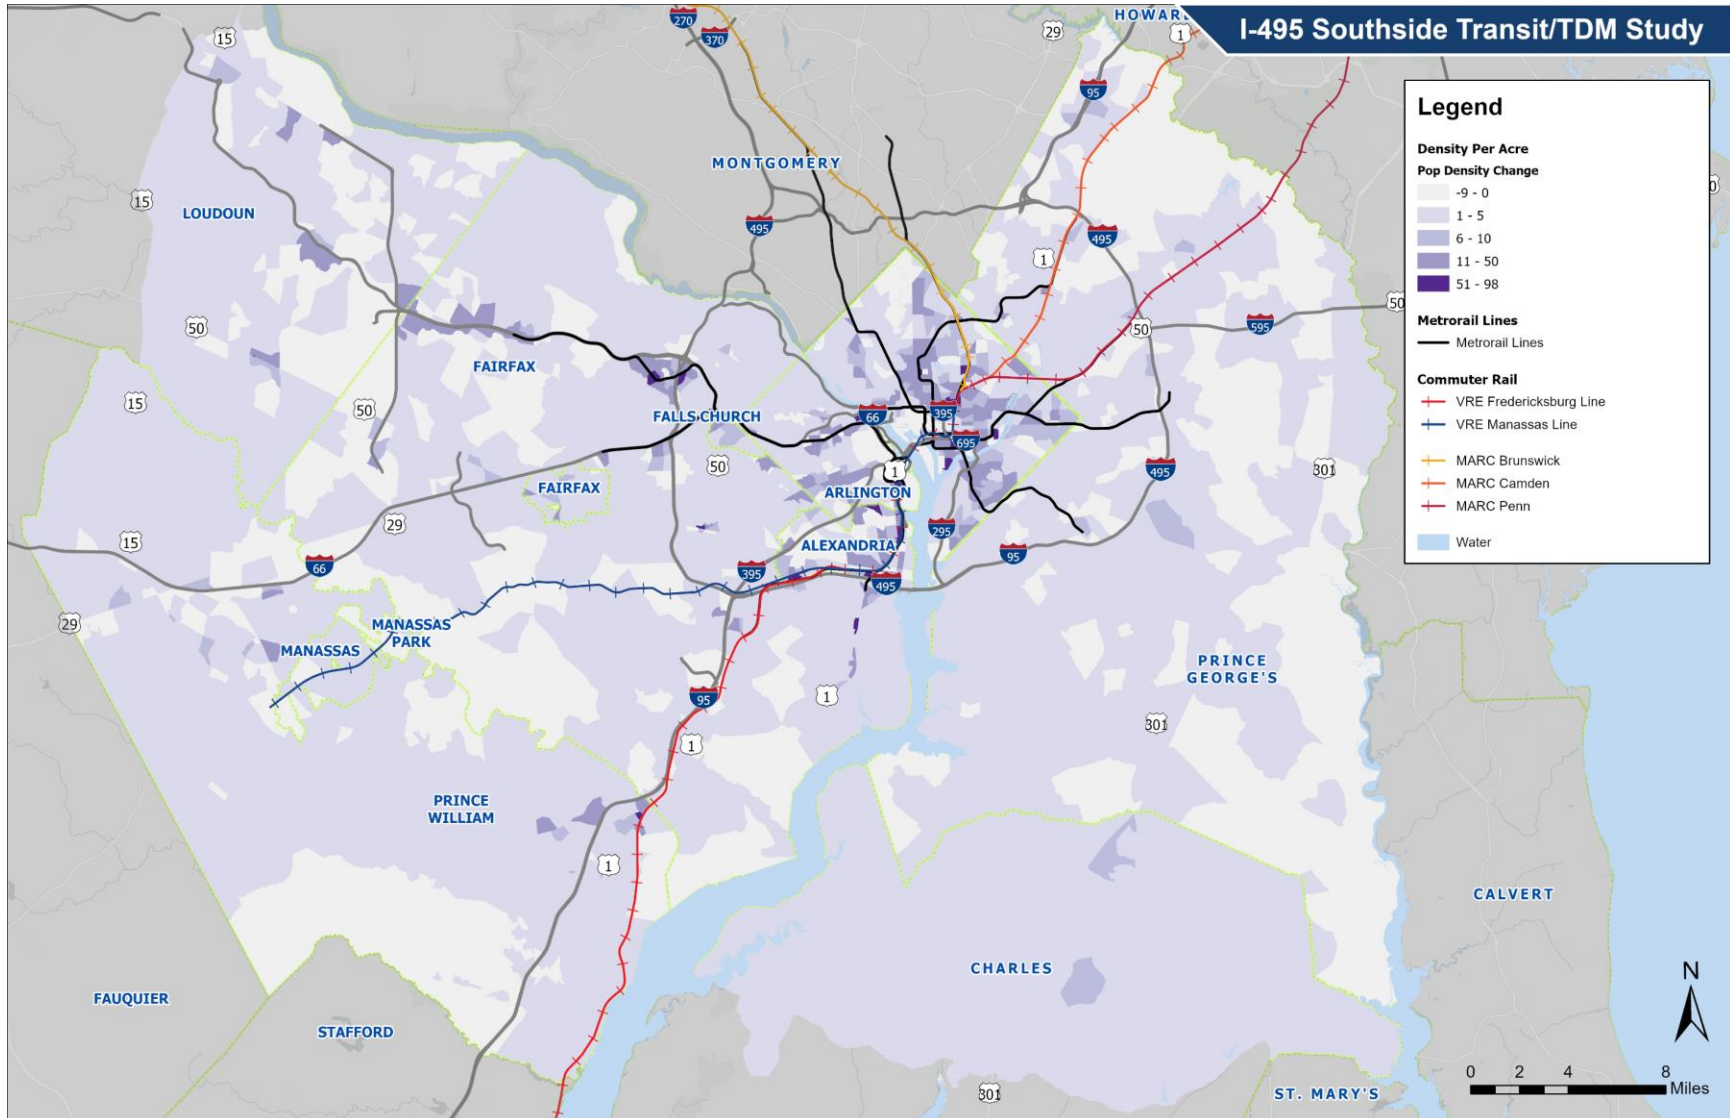 I-495 Southside Transit/TDM Study
Legend
Density Per Acre
Pop Density Change
-9 - 0
1 - 5
6 - 10
11 - 50
51 - 98
Metrorail Lines
Metrorail Lines
Commuter Rail
VRE Fredericksburg Line
VRE Manassas Line
MARC Brunswick
MARC Camden
MARC Penn
Water
270
370
15
29
1
95
MONTGOMERY
15
LOUDOUN
495
495
1
50
50
50
595
FAIRFAX
15
50
FALLS CHURCH
66
395
695
50
1
495
301
FAIRFAX
ARLINGTON
29
15
295
ALEXANDRIA
95
66
395
495
29
MANASSAS
PARK
MANASSAS
PRINCE
GEORGE'S
95
1
301
1
PRINCE
WILLIAM
1
CALVERT
CHARLES
N
FAUQUIER
STAFFORD
301
ST. MARY'S
0 2 4 8
Miles